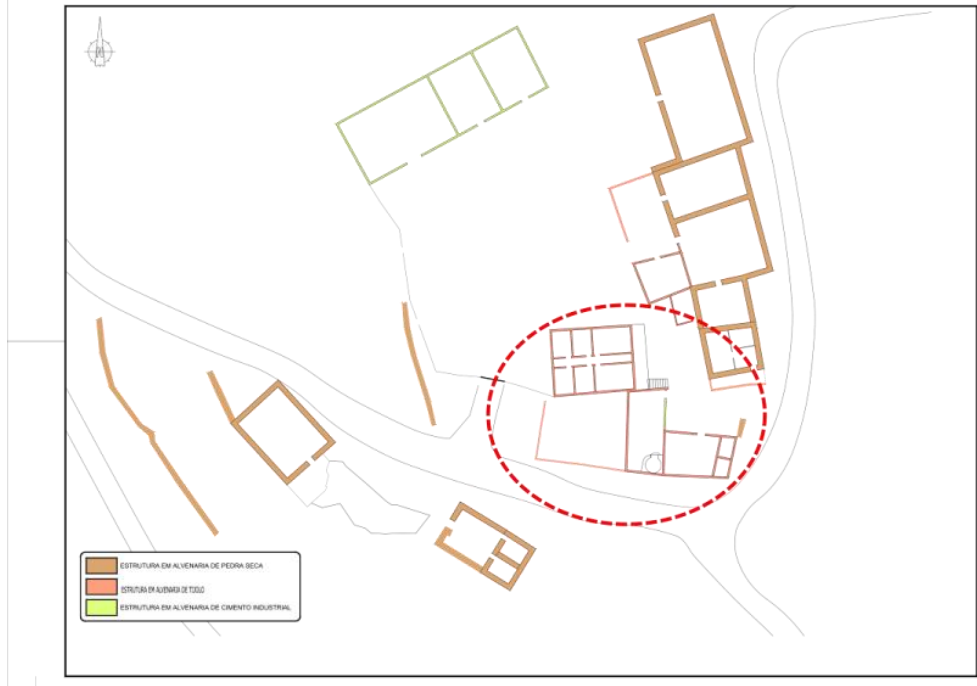 ESTRUTURA EM ALVENARIA DE PEDRA SECA
ESTRUTURA EM ALVENARIA DE TIJOLO
ESTRUTURA EM ALVENARIA DE CIMENTO INDUSTRIAL